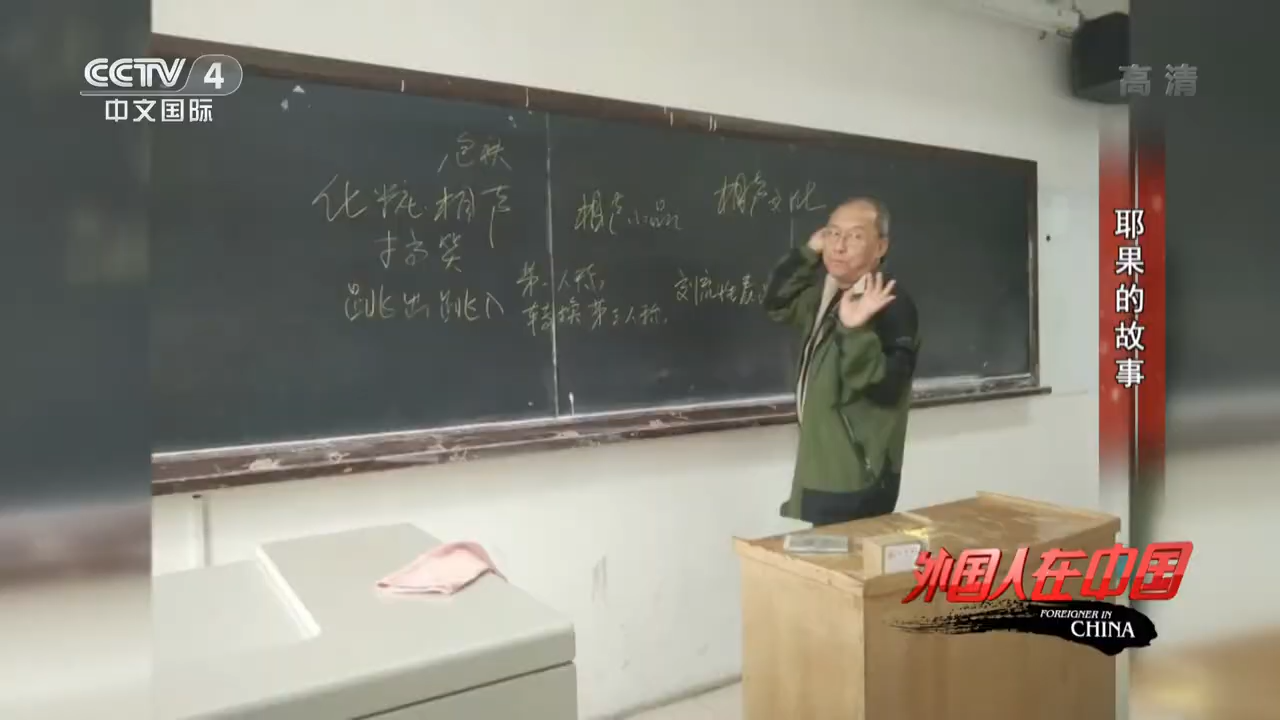 CCTV 4
中文国际
高清
包袱
化粧相声
相声小品
相声文化
搞笑
跳出跳入
第一人称,
转换第三人称.
交流性表
耶果的故事
外国人在中国
FOREIGNER IN
CHINA